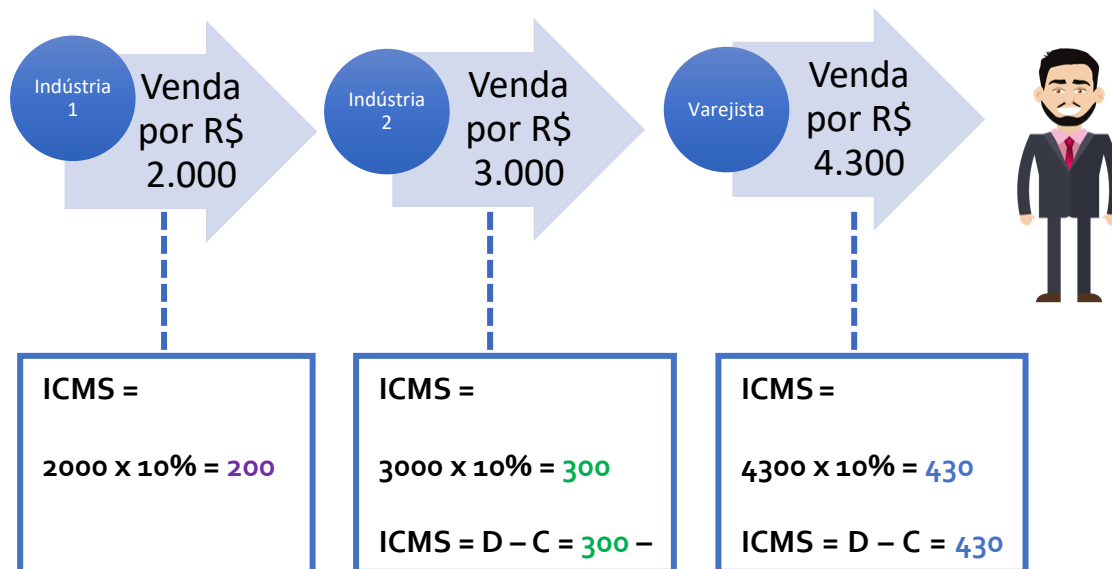 Indústria
1
Venda
por R$
2.000
Indústria
2
Venda
por R$
3.000
Varejista
Venda
por R$
4.300
ICMS =
2000 x 10% = 200
ICMS =
3000 x 10% = 300
ICMS = D – C = 300 –
ICMS =
4300 x 10% = 430
ICMS = D – C = 430